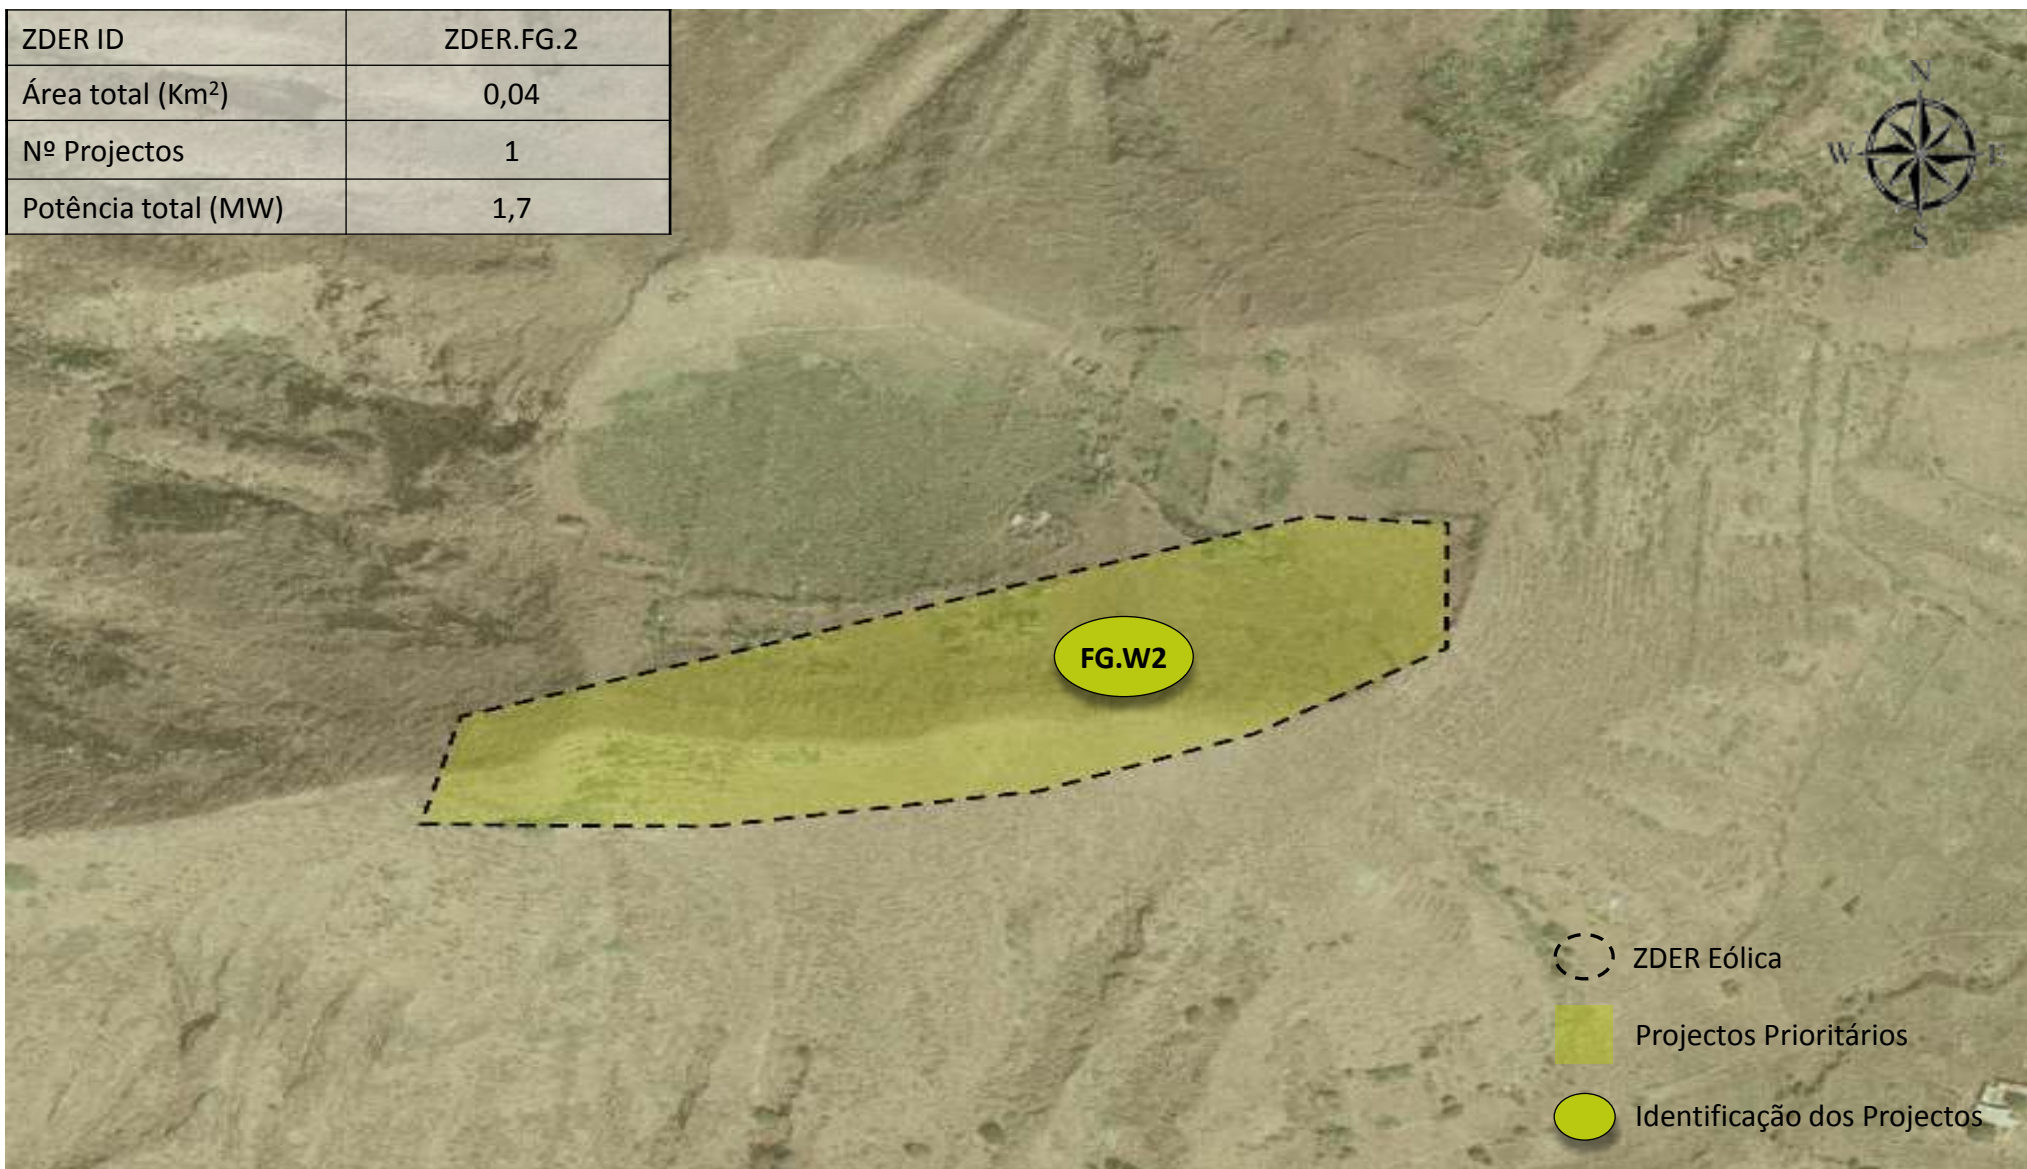 ZDER ID ZDER.FG.2
Área total (Km²) 0,04
Nº Projectos 1
Potência total (MW) 1,7
N
W E
S
FG.W2
ZDER Eólica
Projectos Prioritários
Identificação dos Projectos